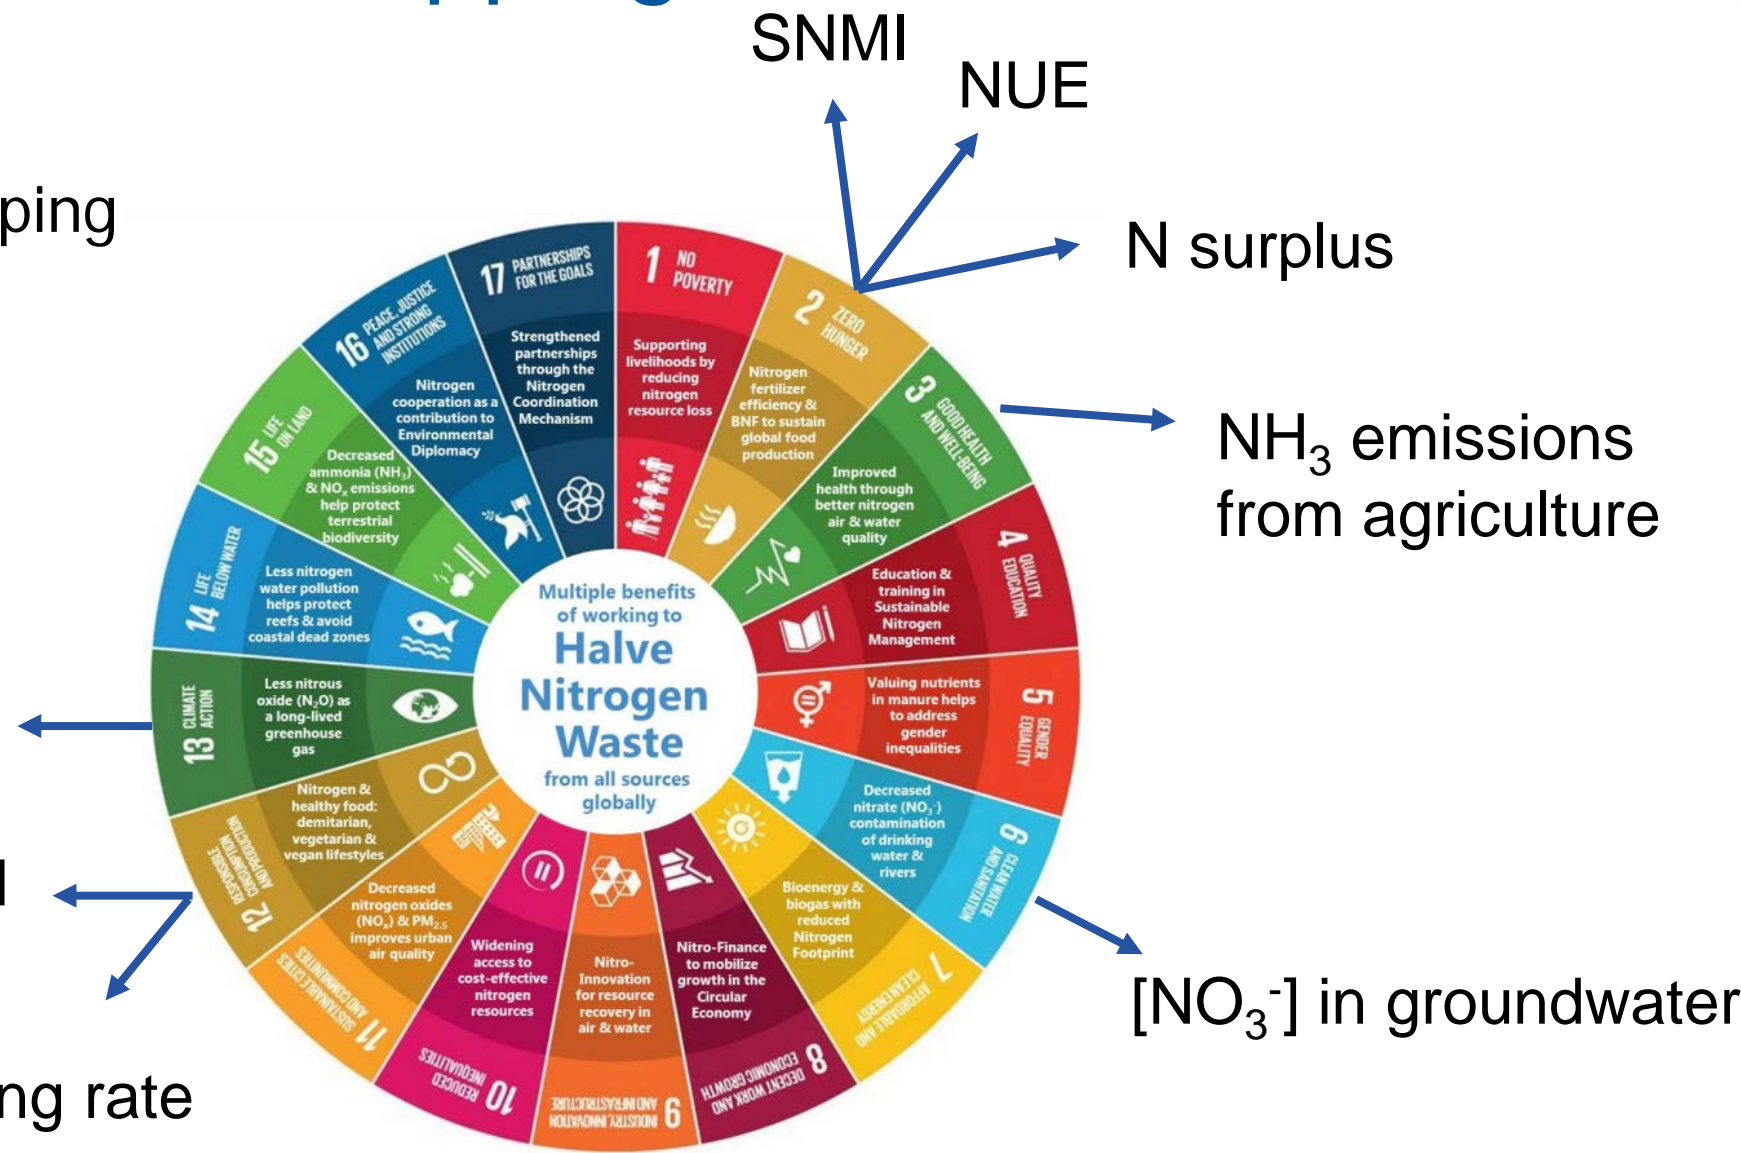 SNMI
NUE
ping
N surplus
NH₃ emissions
from agriculture
[NO₃⁻] in groundwater
ng rate
1 NO
POVERTY
Supporting
livelihoods by
reducing
nitrogen
resource loss
2 ZERO
HUNGER
Nitrogen
fertilizer
efficiency &
BNF to sustain
global food
production
3 GOOD HEALTH
AND WELL-BEING
Improved
health through
better nitrogen
air & water
quality
4 QUALITY
EDUCATION
Education &
training in
Sustainable
Nitrogen
Management
5 GENDER
EQUALITY
Valuing nutrients
in manure helps
to address
gender
inequalities
6 CLEAN WATER
AND SANITATION
Decreased
nitrate (NO₃⁻)
contamination
of drinking
water &
rivers
7 AFFORDABLE AND
CLEAN ENERGY
Bioenergy &
biogas with
reduced
Nitrogen
Footprint
8 DECENT WORK AND
ECONOMIC GROWTH
Nitro-Finance
to mobilize
growth in the
Circular
Economy
9 INDUSTRY, INNOVATION
AND INFRASTRUCTURE
Nitro-
Innovation
for resource
recovery in
air & water
10 REDUCED
INEQUALITIES
Widening
access to
cost-effective
nitrogen
resources
11 SUSTAINABLE CITIES
AND COMMUNITIES
Decreased
nitrogen oxides
(NOₓ) & PM₂.₅
improves urban
air quality
12 RESPONSIBLE
CONSUMPTION
AND PRODUCTION
Nitrogen &
healthy food:
demitarian,
vegetarian &
vegan lifestyles
13 CLIMATE
ACTION
Less nitrous
oxide (N₂O) as
a long-lived
greenhouse
gas
14 LIFE
BELOW WATER
Less nitrogen
water pollution
helps protect
reefs & avoid
coastal dead zones
15 LIFE
ON LAND
Decreased
ammonia (NH₃)
& NOₓ emissions
help protect
terrestrial
biodiversity
16 PEACE, JUSTICE
AND STRONG
INSTITUTIONS
Nitrogen
cooperation as a
contribution to
Environmental
Diplomacy
17 PARTNERSHIPS
FOR THE GOALS
Strengthened
partnerships
through the
Nitrogen
Coordination
Mechanism
Multiple benefits
of working to
Halve
Nitrogen
Waste
from all sources
globally